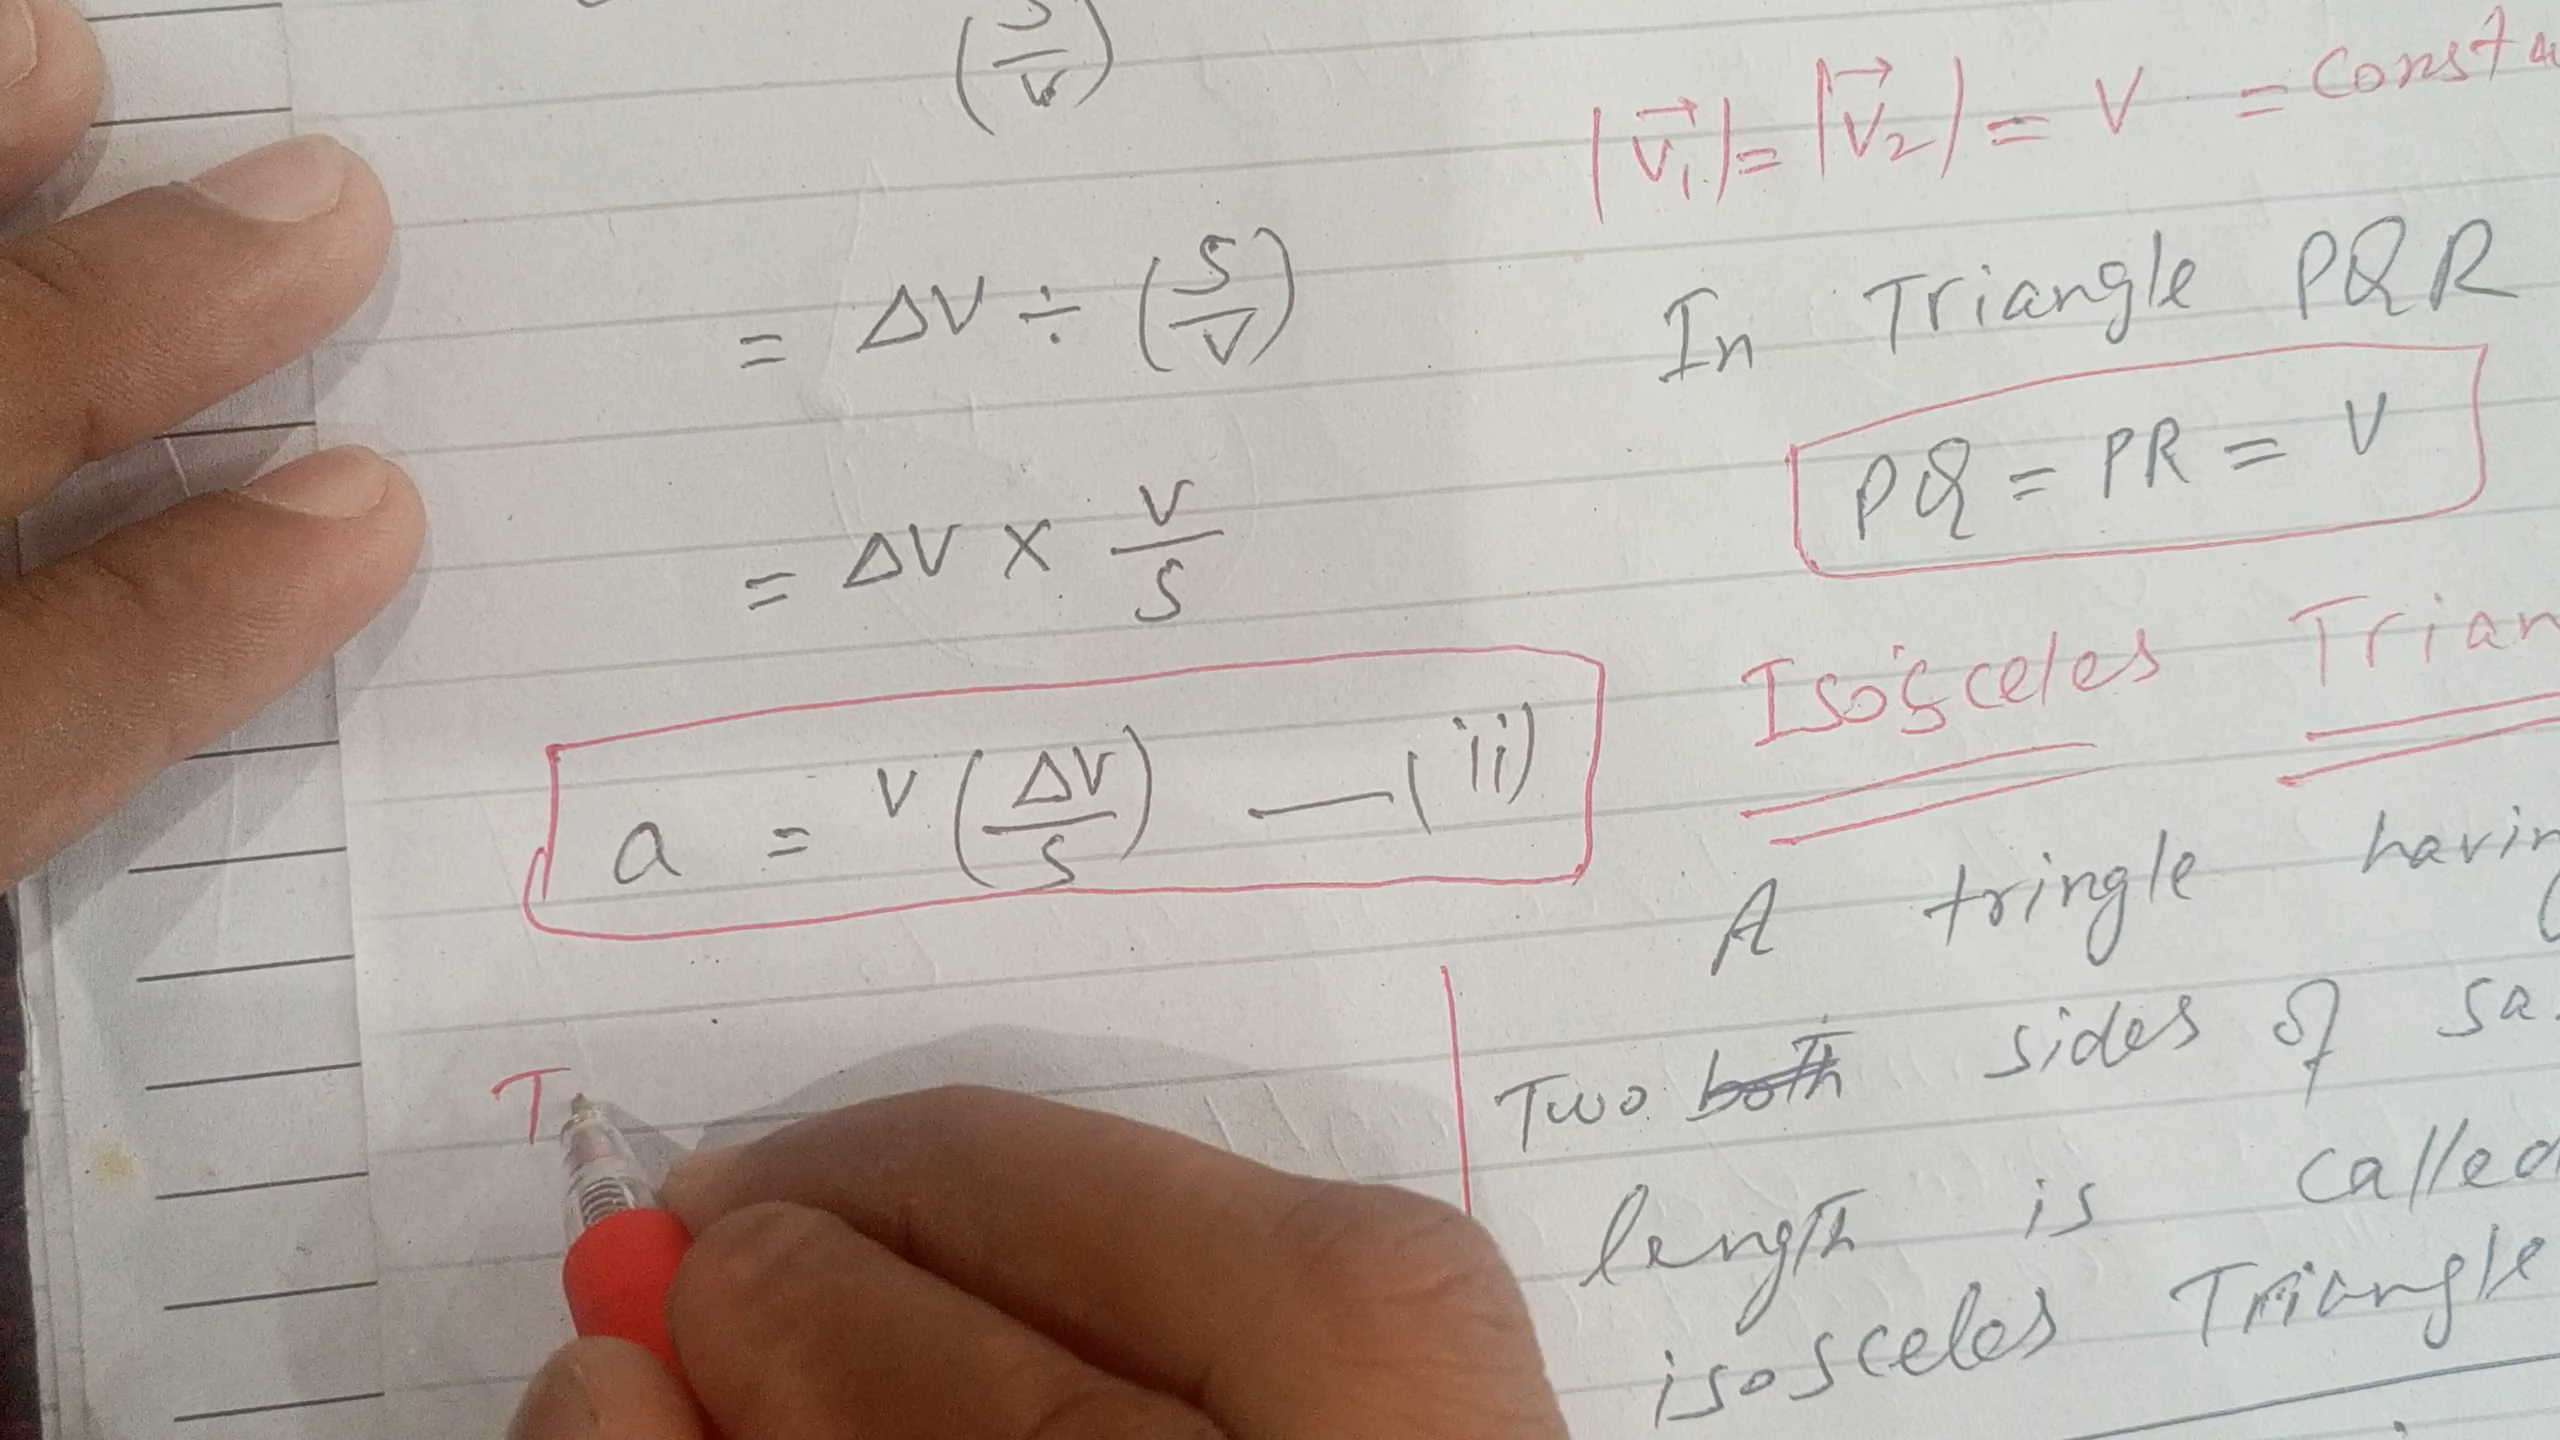 (S/V)
= ΔV ÷ (S/V)
= ΔV × V/S
a = V (ΔV/S) — (ii)
T
|V⃗₁| = |V⃗₂| = V = Consta
In Triangle PQR
PQ = PR = V
Isosceles Trian
A tringle havin
Two both sides of sa
length is called
isosceles Triangle